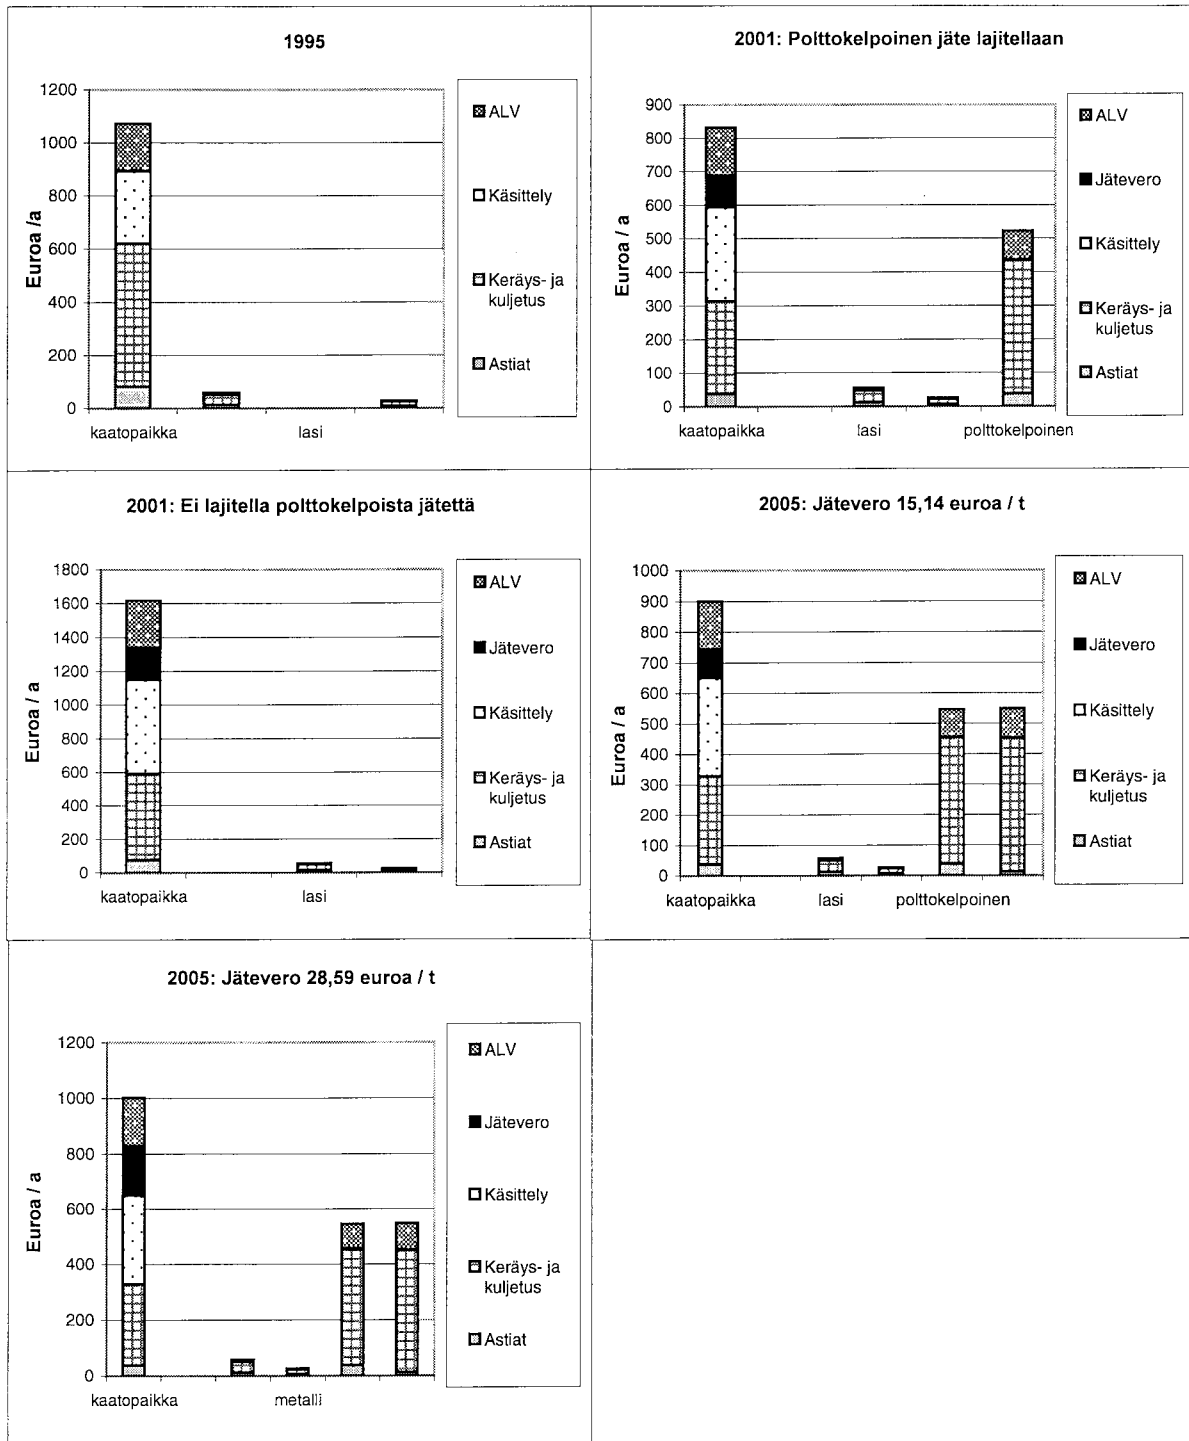 1995
Euroa /a
1200
1000
800
600
400
200
0
kaatopaikka
lasi
ALV
Käsittely
Keräys- ja
kuljetus
Astiat
2001: Polttokelpoinen jäte lajitellaan
Euroa / a
900
800
700
600
500
400
300
200
100
0
kaatopaikka
lasi
polttokelpoinen
ALV
Jätevero
Käsittely
Keräys- ja
kuljetus
Astiat
2001: Ei lajitella polttokelpoista jätettä
Euroa / a
1800
1600
1400
1200
1000
800
600
400
200
0
kaatopaikka
lasi
ALV
Jätevero
Käsittely
Keräys- ja
kuljetus
Astiat
2005: Jätevero 15,14 euroa / t
Euroa / a
1000
900
800
700
600
500
400
300
200
100
0
kaatopaikka
lasi
polttokelpoinen
ALV
Jätevero
Käsittely
Keräys- ja
kuljetus
Astiat
2005: Jätevero 28,59 euroa / t
Euroa / a
1200
1000
800
600
400
200
0
kaatopaikka
metalli
ALV
Jätevero
Käsittely
Keräys- ja
kuljetus
Astiat